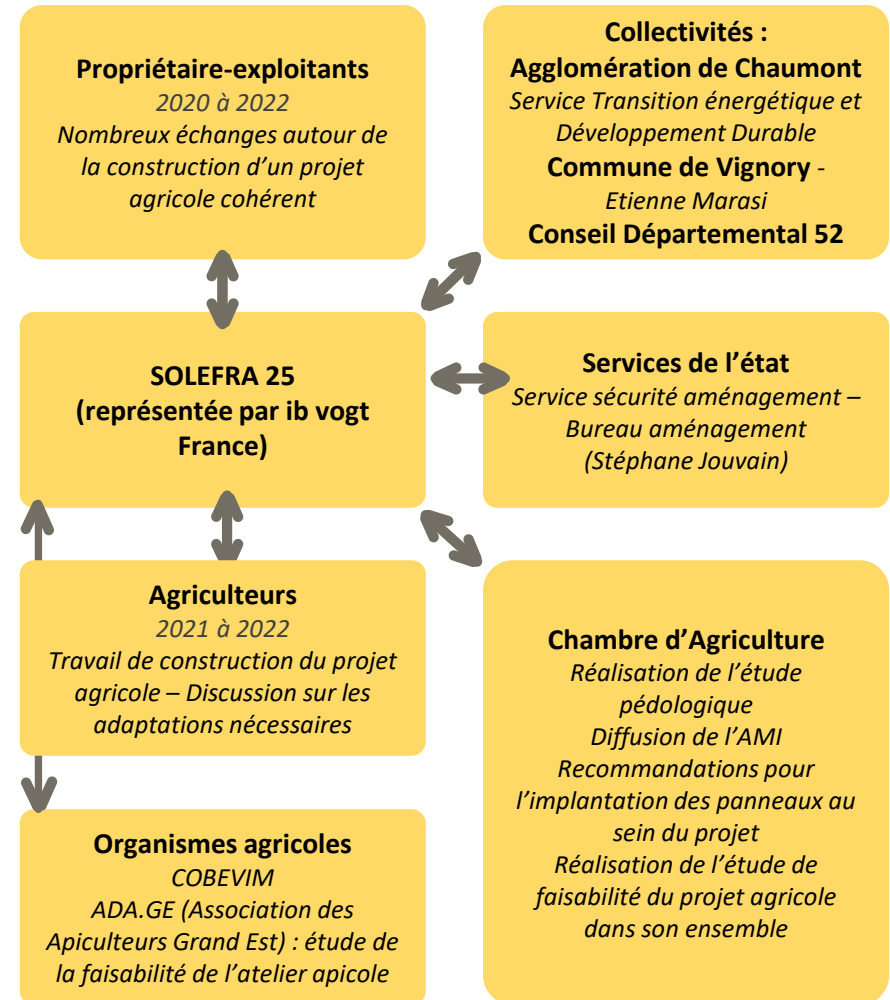 Propriétaire-exploitants
2020 à 2022
Nombreux échanges autour de
la construction d’un projet
agricole cohérent
Collectivités :
Agglomération de Chaumont
Service Transition énergétique et
Développement Durable
Commune de Vignory -
Etienne Marasi
Conseil Départemental 52
SOLEFRA 25
(représentée par ib vogt
France)
Services de l’état
Service sécurité aménagement –
Bureau aménagement
(Stéphane Jouvain)
Agriculteurs
2021 à 2022
Travail de construction du projet
agricole – Discussion sur les
adaptations nécessaires
Chambre d’Agriculture
Réalisation de l’étude
pédologique
Diffusion de l’AMI
Recommandations pour
l’implantation des panneaux au
sein du projet
Réalisation de l’étude de
faisabilité du projet agricole
dans son ensemble
Organismes agricoles
COBEVIM
ADA.GE (Association des
Apiculteurs Grand Est) : étude de
la faisabilité de l’atelier apicole